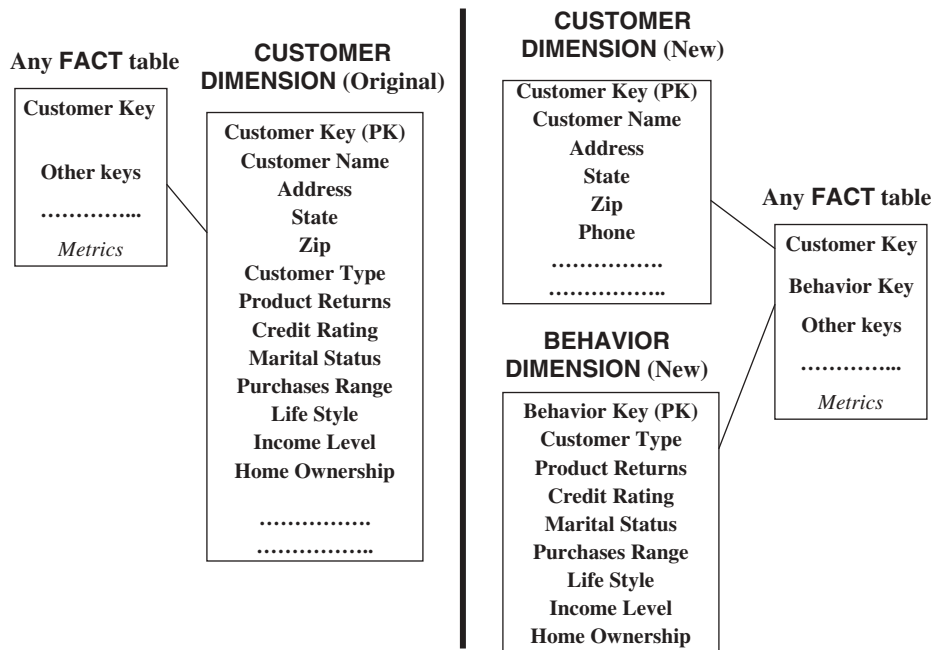 Any FACT table
Customer Key
Other keys
…………...
Metrics
CUSTOMER
DIMENSION (Original)
Customer Key (PK)
Customer Name
Address
State
Zip
Customer Type
Product Returns
Credit Rating
Marital Status
Purchases Range
Life Style
Income Level
Home Ownership
…………….
……………..
CUSTOMER
DIMENSION (New)
Customer Key (PK)
Customer Name
Address
State
Zip
Phone
…………….
……………..
BEHAVIOR
DIMENSION (New)
Behavior Key (PK)
Customer Type
Product Returns
Credit Rating
Marital Status
Purchases Range
Life Style
Income Level
Home Ownership
Any FACT table
Customer Key
Behavior Key
Other keys
…………...
Metrics